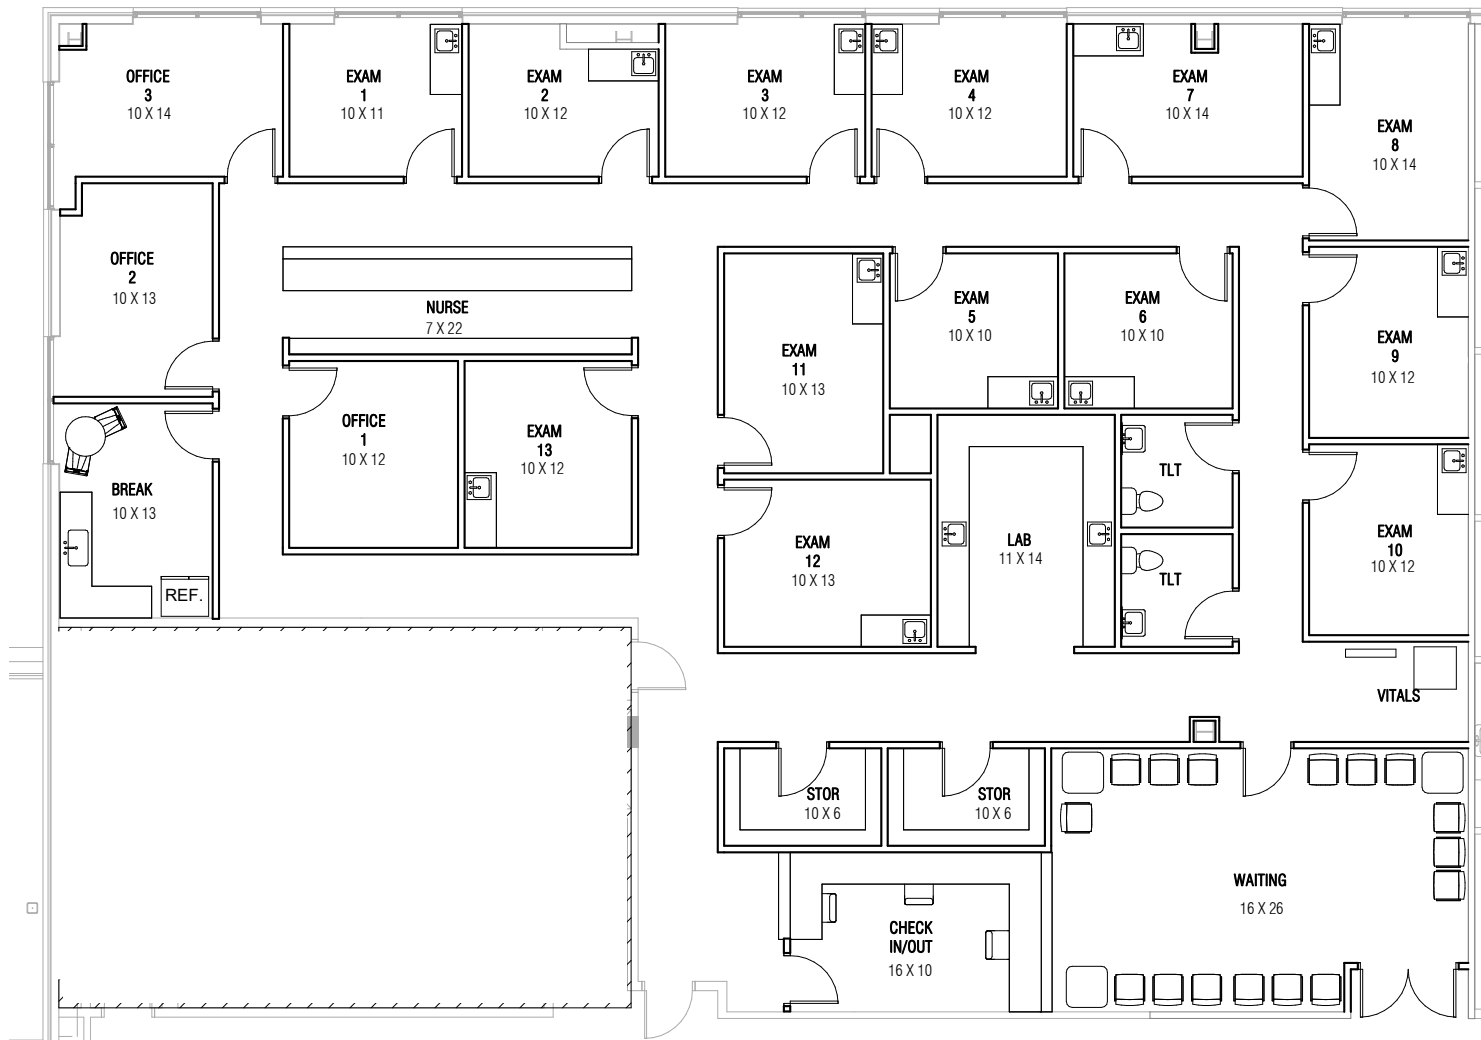 OFFICE
3
10 X 14
EXAM
1
10 X 11
EXAM
2
10 X 12
EXAM
3
10 X 12
EXAM
4
10 X 12
EXAM
7
10 X 14
EXAM
8
10 X 14
OFFICE
2
10 X 13
NURSE
7 X 22
EXAM
11
10 X 13
EXAM
5
10 X 10
EXAM
6
10 X 10
EXAM
9
10 X 12
OFFICE
1
10 X 12
EXAM
13
10 X 12
BREAK
10 X 13
REF.
EXAM
12
10 X 13
LAB
11 X 14
TLT
TLT
EXAM
10
10 X 12
VITALS
STOR
10 X 6
STOR
10 X 6
WAITING
16 X 26
CHECK
IN/OUT
16 X 10